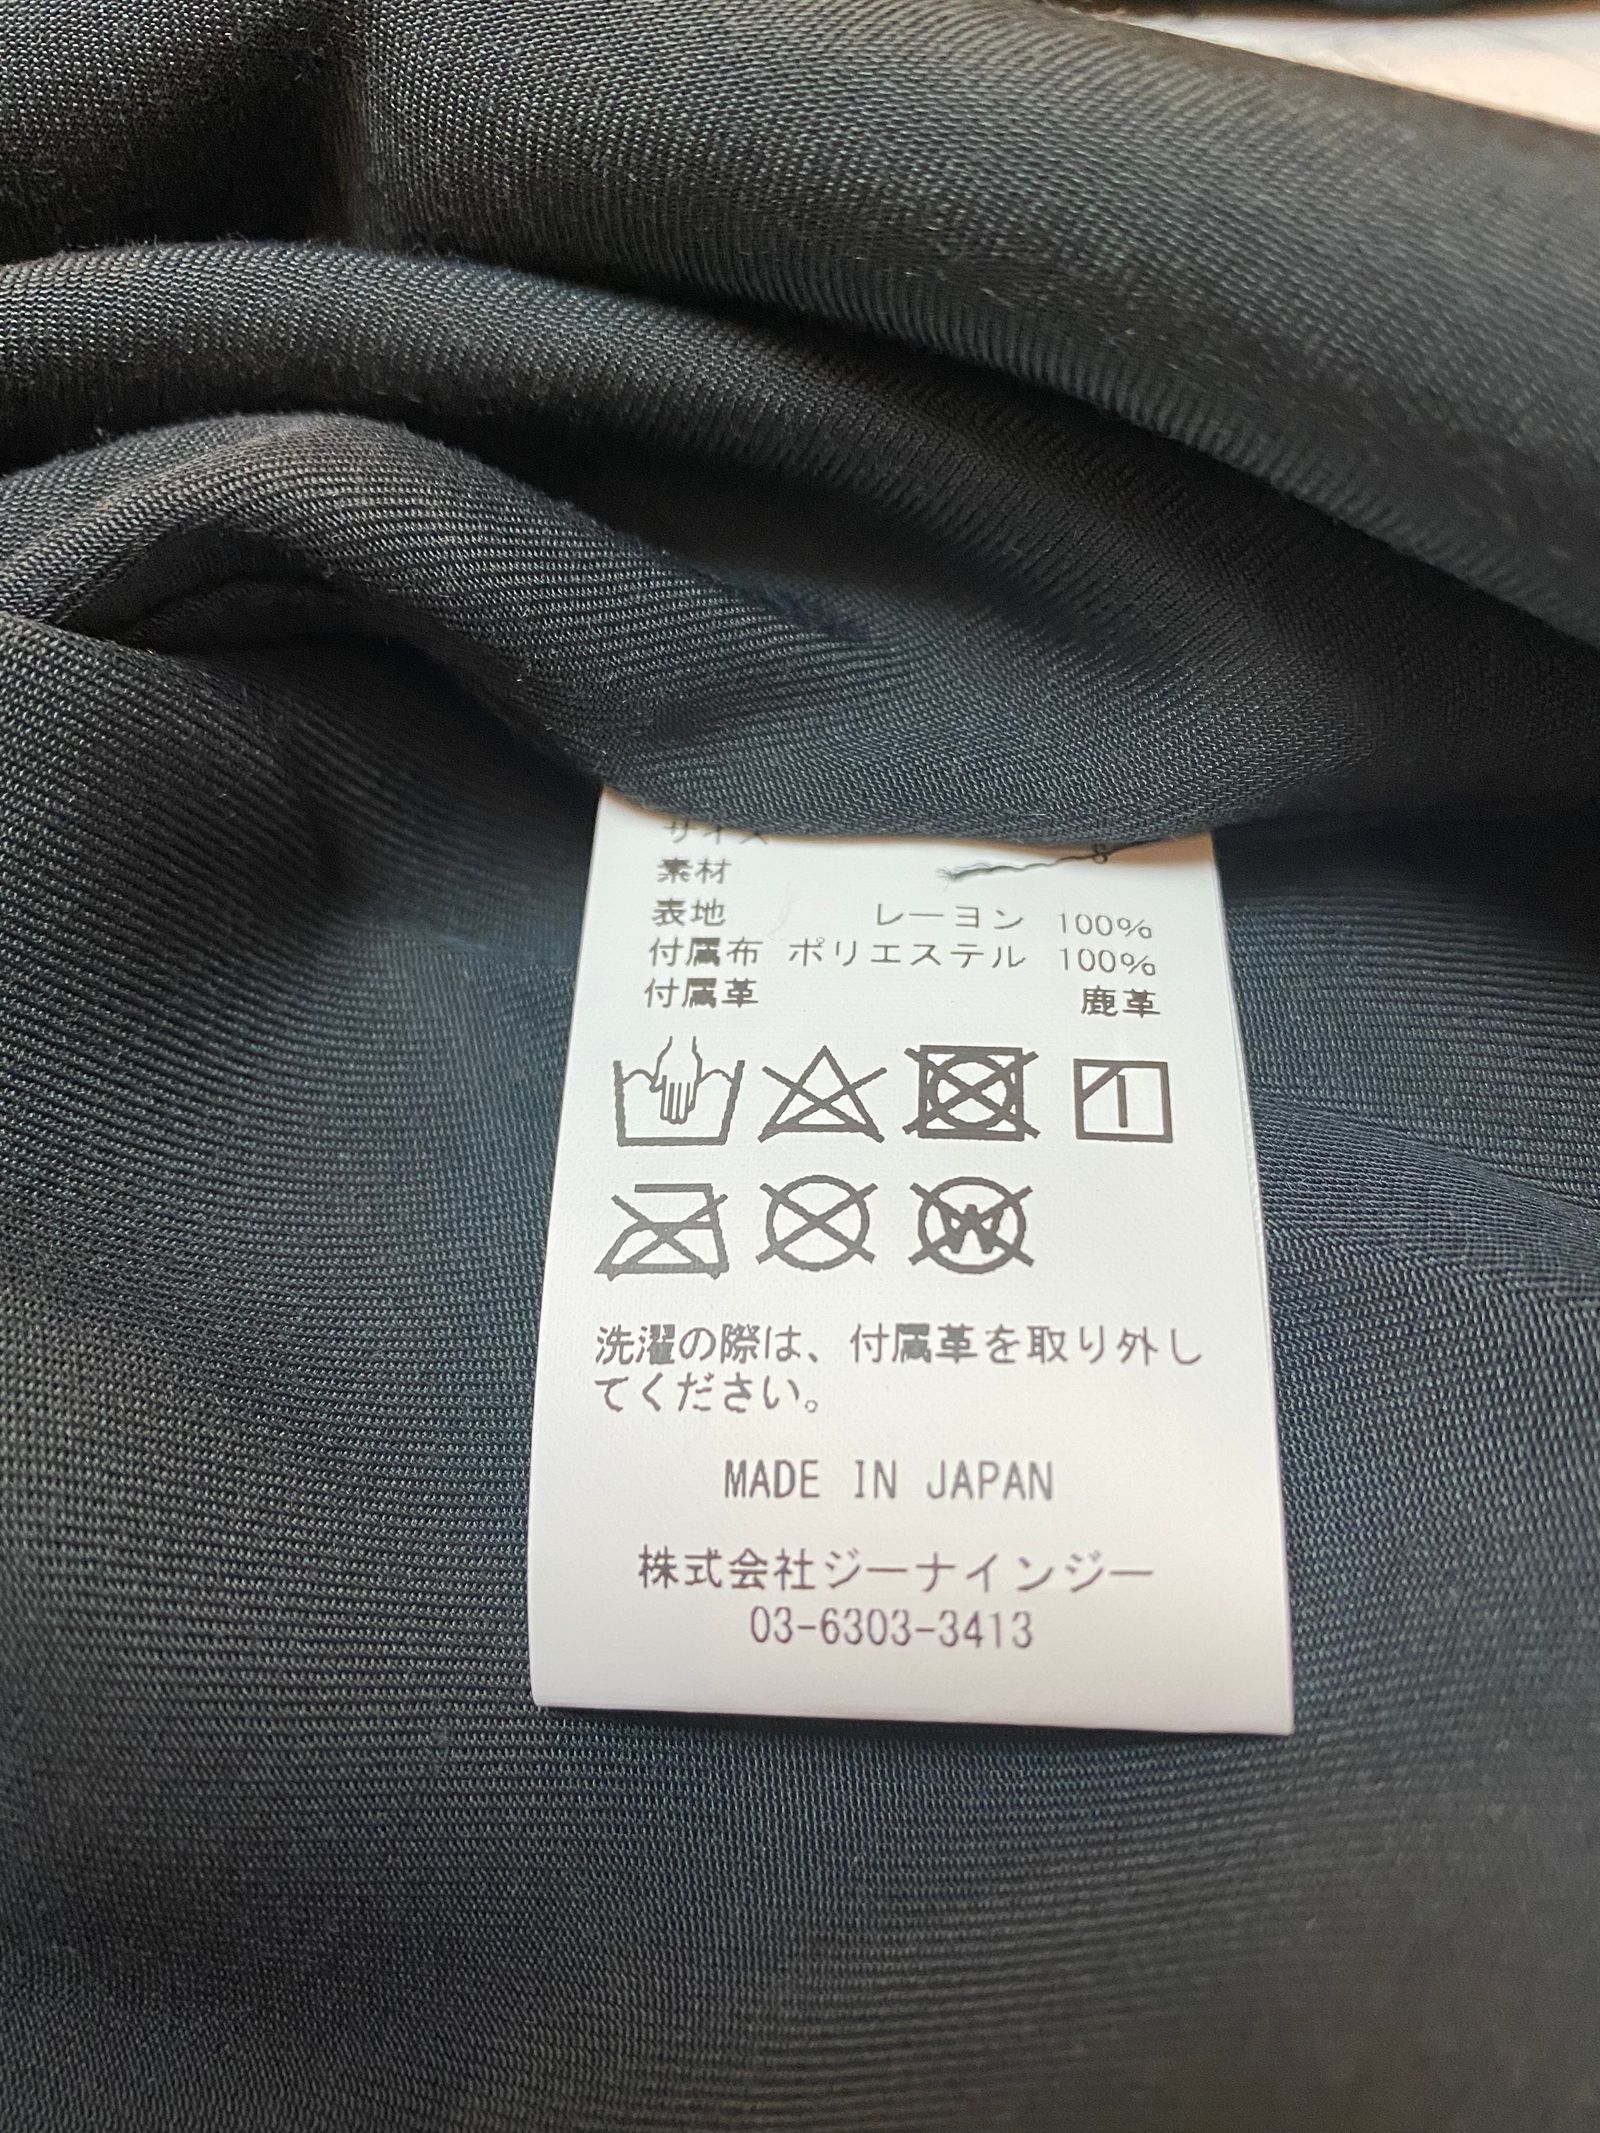 サイズ
素材
表地 レーヨン 100%
付属布 ポリエステル 100%
付属革 鹿革
W
洗濯の際は、付属革を取り外し
てください。
MADE IN JAPAN
株式会社ジーナインジー
03-6303-3413